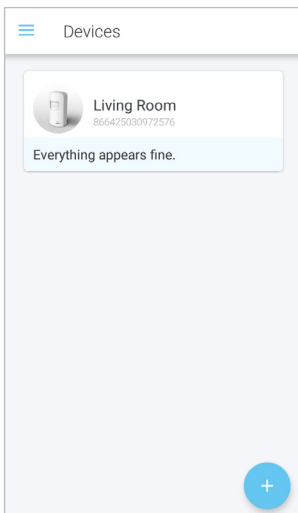 Devices
Living Room
866425030972576
Everything appears fine.
+